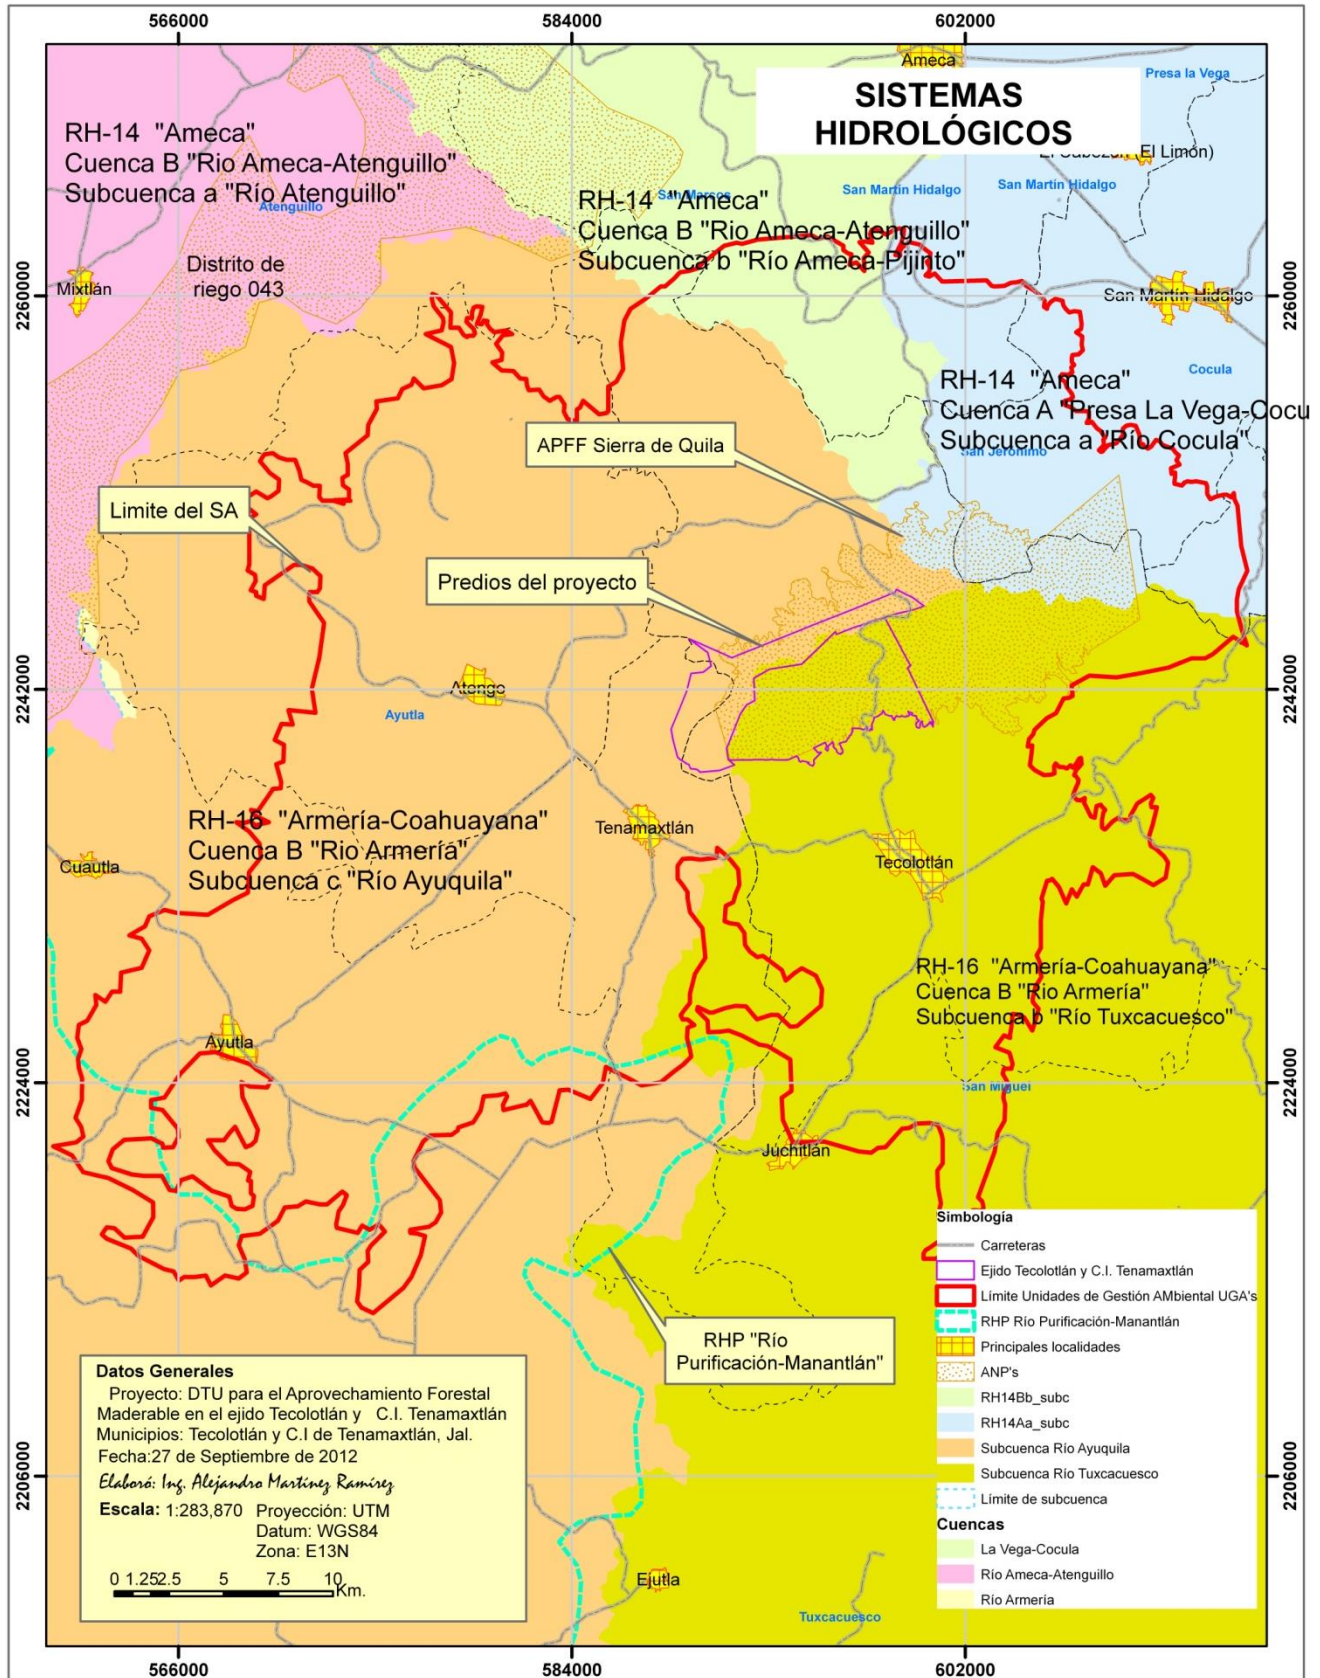 566000
584000
602000
Ameca
Presa la Vega
SISTEMAS
HIDROLÓGICOS
(El Limón)
RH-14 "Ameca"
Cuenca B "Rio Ameca-Atenguillo"
Subcuenca a "Río Atenguillo"
Atenguillo
San Marcos
San Martin Hidalgo
San Martin Hidalgo
RH-14 "Ameca"
Cuenca B "Rio Ameca-Atenguillo"
Subcuenca b "Río Ameca-Pijinto"
Distrito de
riego 043
Mixtlán
San Martín Hidalgo
2260000
2260000
Cocula
RH-14 "Ameca"
Cuenca A "Presa La Vega-Cocu
Subcuenca a "Río Cocula"
San Jerónimo
APFF Sierra de Quila
Limite del SA
Predios del proyecto
2242000
2242000
Atengo
Ayutla
RH-16 "Armería-Coahuayana"
Cuenca B "Rio Armería"
Subcuenca c "Río Ayuquila"
Tenamaxtlán
Tecolotlán
Cuautla
RH-16 "Armería-Coahuayana"
Cuenca B "Rio Armería"
Subcuenca b "Río Tuxcacuesco"
Ayutla
2224000
2224000
San Miguel
Juchitlán
RHP "Río
Purificación-Manantlán"
Simbología
Carreteras
Ejido Tecolotlán y C.I. Tenamaxtlán
Límite Unidades de Gestión AMbiental UGA's
RHP Río Purificación-Manantlán
Principales localidades
ANP's
RH14Bb_subc
RH14Aa_subc
Subcuenca Río Ayuquila
Subcuenca Río Tuxcacuesco
Límite de subcuenca
Cuencas
La Vega-Cocula
Río Ameca-Atenguillo
Río Armería
Datos Generales
Proyecto: DTU para el Aprovechamiento Forestal
Maderable en el ejido Tecolotlán y C.I. Tenamaxtlán
Municipios: Tecolotlán y C.I de Tenamaxtlán, Jal.
Fecha:27 de Septiembre de 2012
Elaboró: Ing. Alejandro Martínez Ramírez
Escala: 1:283,870 Proyección: UTM
Datum: WGS84
Zona: E13N
0 1.252.5 5 7.5 10
Km.
2206000
2206000
Ejutla
Tuxcacuesco
566000
584000
602000